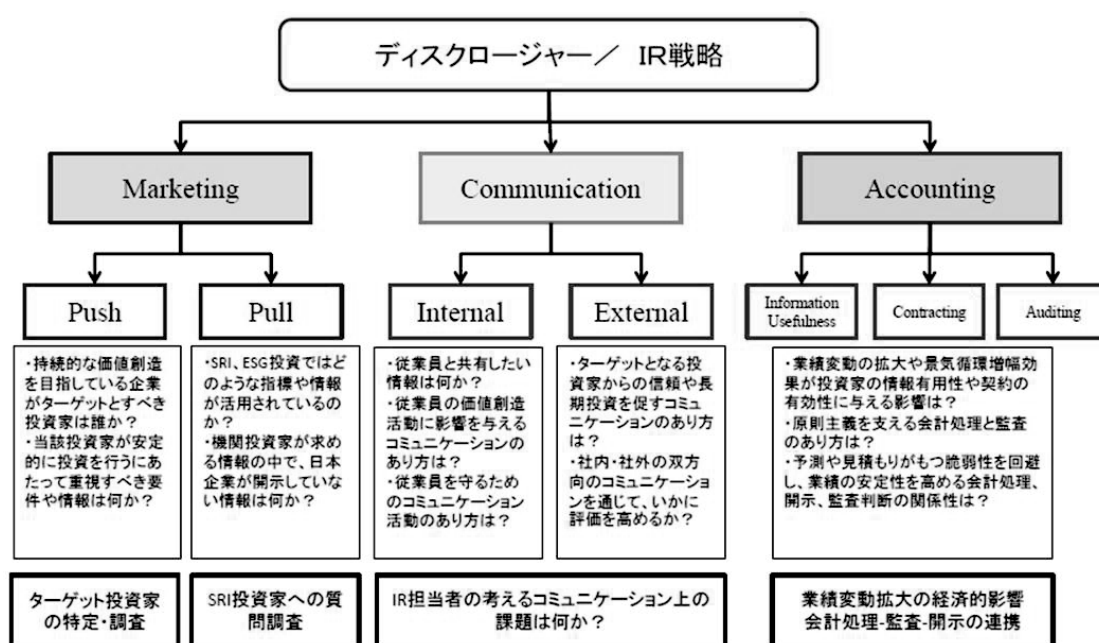 ディスクロージャー／ IR戦略
Marketing
Communication
Accounting
Push
Pull
Internal
External
Information
Usefulness
Contracting
Auditing
・持続的な価値創造
を目指している企業
がターゲットとすべき
投資家は誰か？
・当該投資家が安定
的に投資を行うにあ
たって重視すべき要
件や情報は何か？
・SRI、ESG投資ではど
のような指標や情報
が活用されているの
か？
・機関投資家が求め
る情報の中で、日本
企業が開示していな
い情報は何か？
・従業員と共有したい
情報は何か？
・従業員の価値創造
活動に影響を与える
コミュニケーションの
あり方は？
・従業員を守るため
のコミュニケーション
活動のあり方は？
・ターゲットとなる投
資家からの信頼や長
期投資を促すコミュ
ニケーションのあり方
は？
・社内・社外の双方
向のコミュニケーショ
ンを通じて、いかに
評価を高めるか？
・業績変動の拡大や景気循環増幅効
果が投資家の情報有用性や契約の
有効性に与える影響は？
・原則主義を支える会計処理と監査
のあり方は？
・予測や見積もりがもつ脆弱性を回避
し、業績の安定性を高める会計処理、
開示、監査判断の関係性は？
ターゲット投資家
の特定・調査
SRI投資家への質
問調査
IR担当者の考えるコミュニケーション上の
課題は何か？
業績変動拡大の経済的影響
会計処理-監査-開示の連携